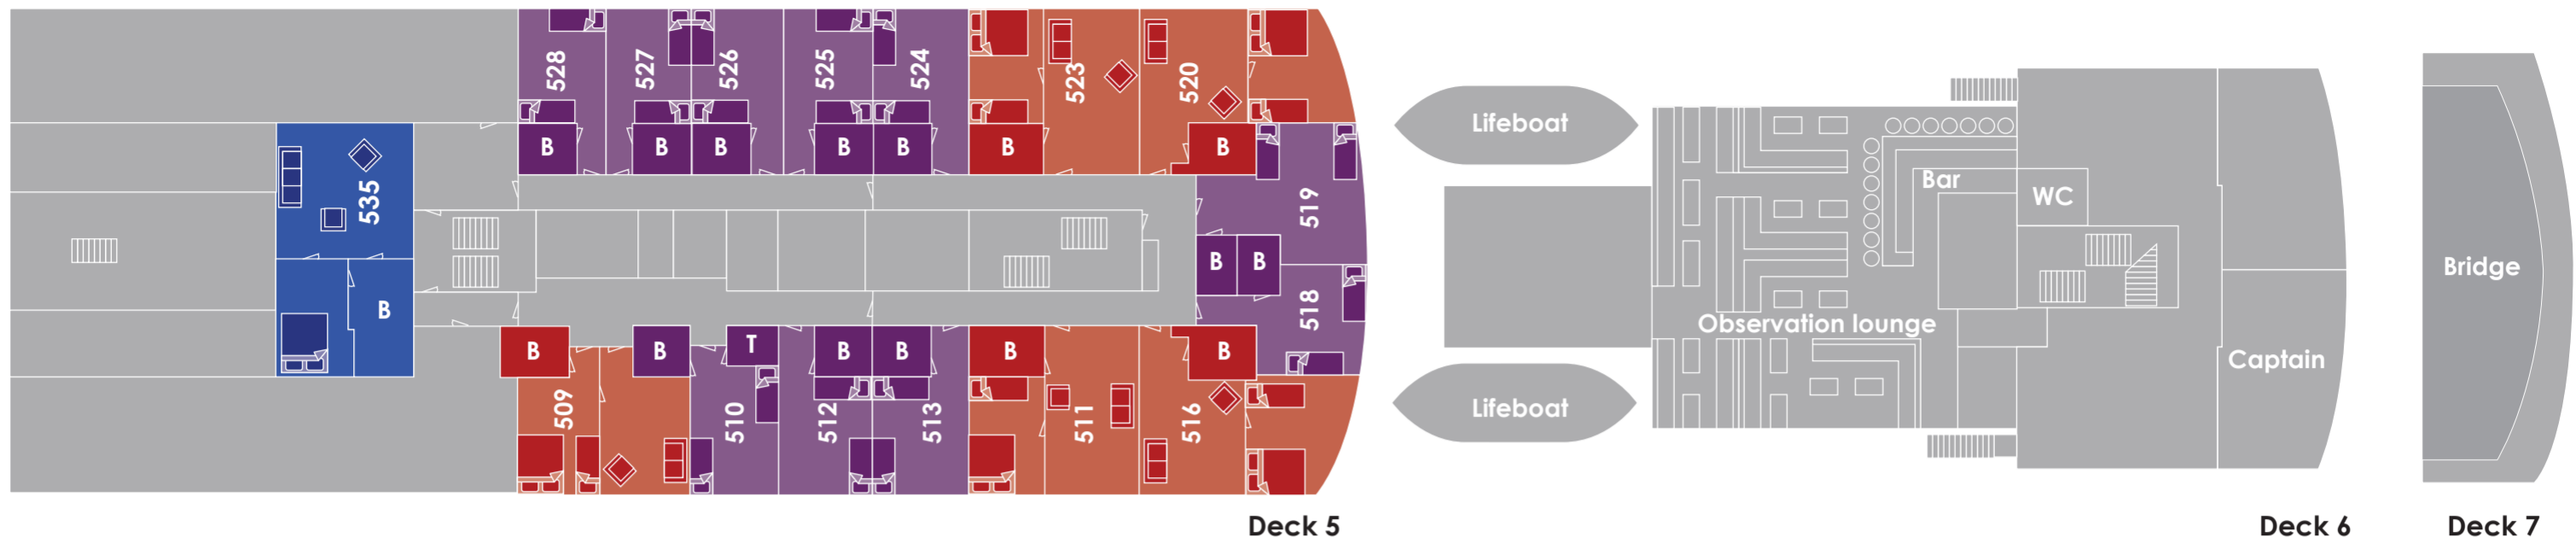 528
527
526
525
524
523
520
B
B
B
B
B
B
B
535
B
519
B
B
518
B
B
T
B
B
B
B
509
510
512
513
511
516
Deck 5
Lifeboat
Lifeboat
Bar
WC
Observation lounge
Captain
Deck 6
Bridge
Deck 7